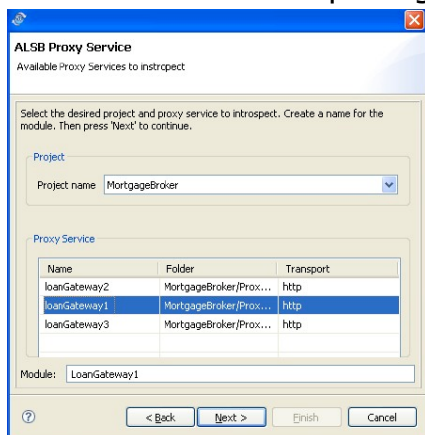 ALSB Proxy Service
Available Proxy Services to instropect
Select the desired project and proxy service to introspect. Create a name for the
module. Then press 'Next' to continue.
Project
Project name MortgageBroker
Proxy Service
Name Folder Transport
loanGateway2 MortgageBroker/Prox... http
loanGateway1 MortgageBroker/Prox... http
loanGateway3 MortgageBroker/Prox... http
Module: LoanGateway1
< Back Next > Finish Cancel